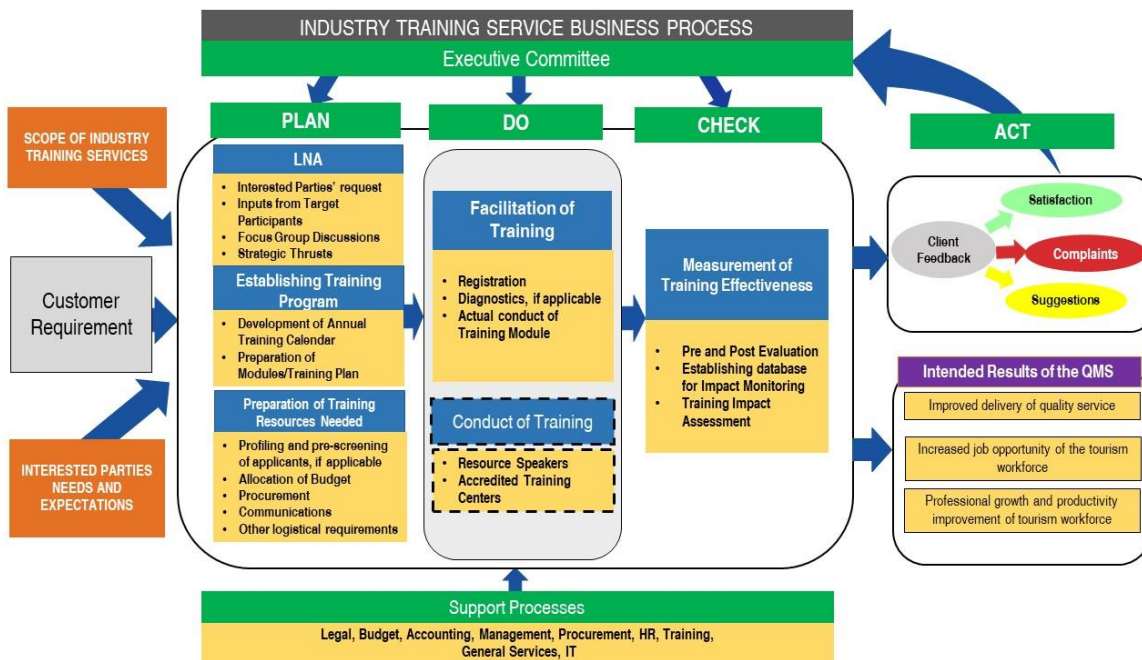 INDUSTRY TRAINING SERVICE BUSINESS PROCESS
Executive Committee
PLAN
DO
CHECK
ACT
SCOPE OF INDUSTRY
TRAINING SERVICES
Customer
Requirement
INTERESTED PARTIES
NEEDS AND
EXPECTATIONS
LNA
• Interested Parties' request
• Inputs from Target
Participants
• Focus Group Discussions
• Strategic Thrusts
Establishing Training
Program
• Development of Annual
Training Calendar
• Preparation of
Modules/Training Plan
Preparation of Training
Resources Needed
• Profiling and pre-screening
of applicants, if applicable
• Allocation of Budget
• Procurement
• Communications
• Other logistical requirements
Facilitation of
Training
• Registration
• Diagnostics, if applicable
• Actual conduct of
Training Module
Conduct of Training
• Resource Speakers
• Accredited Training
Centers
Measurement of
Training Effectiveness
• Pre and Post Evaluation
• Establishing database
for Impact Monitoring
• Training Impact
Assessment
Client
Feedback
Satisfaction
Complaints
Suggestions
Intended Results of the QMS
Improved delivery of quality service
Increased job opportunity of the tourism
workforce
Professional growth and productivity
improvement of tourism workforce
Support Processes
Legal, Budget, Accounting, Management, Procurement, HR, Training,
General Services, IT